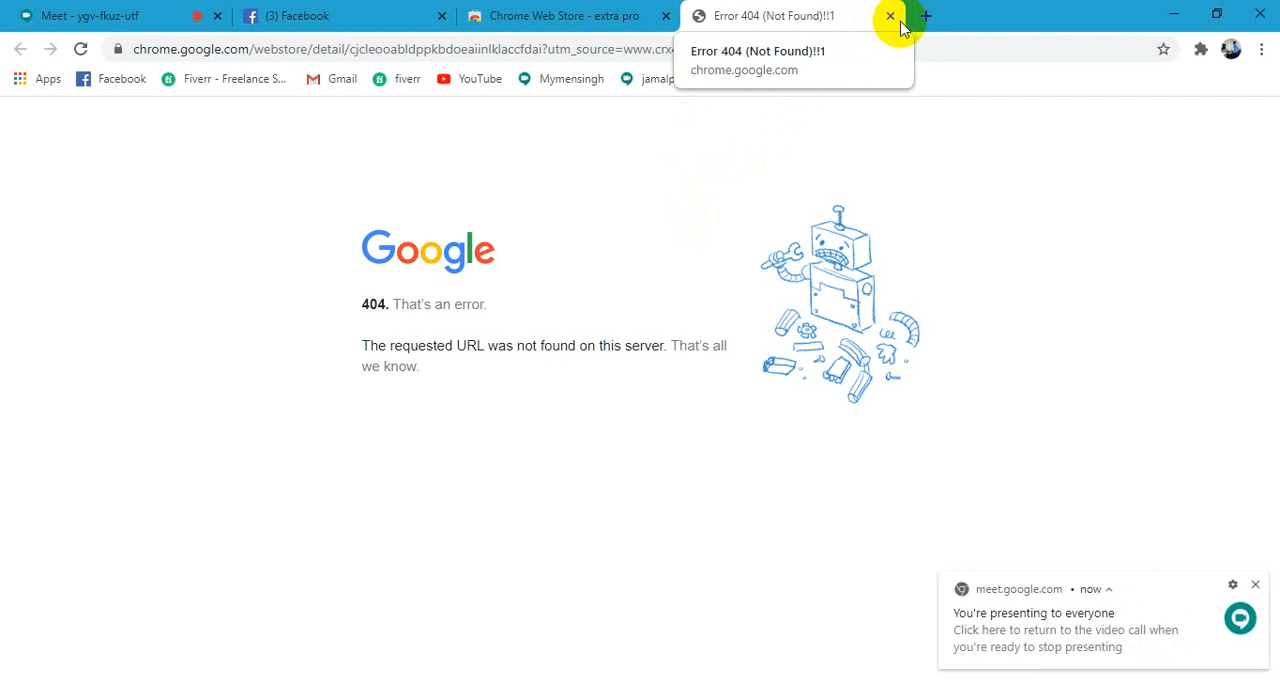 Meet - ygv-fkuz-utf
(3) Facebook
Chrome Web Store - extra pro
Error 404 (Not Found)!!1
chrome.google.com/webstore/detail/cjcleooabldppkbdoeaiinlklaccfdai?utm_source=www.crx
Error 404 (Not Found)!!1
chrome.google.com
Apps
Facebook
Fiverr - Freelance S...
Gmail
fiverr
YouTube
Mymensingh
jamalp
Google
404. That's an error.
The requested URL was not found on this server. That's all
we know.
meet.google.com • now
You're presenting to everyone
Click here to return to the video call when
you're ready to stop presenting